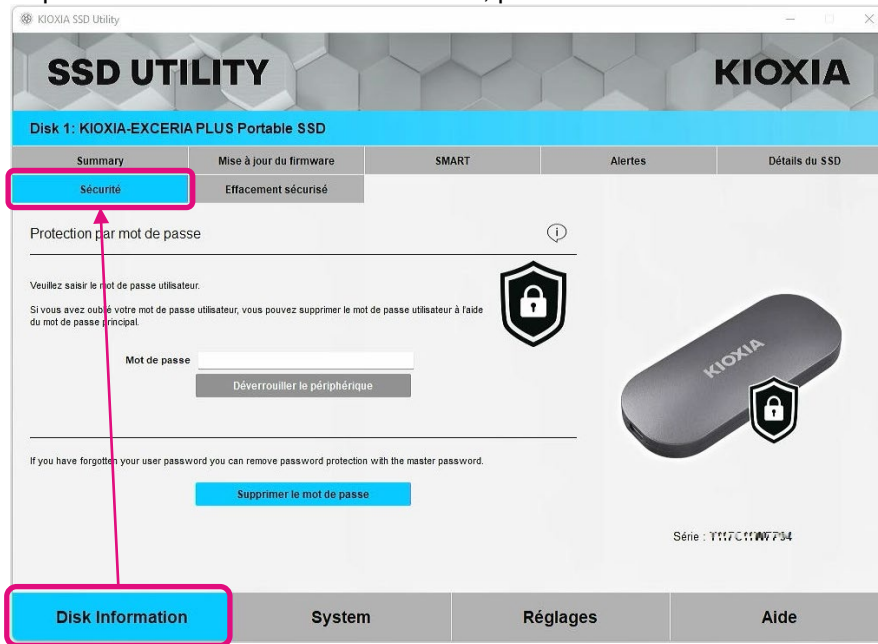 KIOXIA SSD Utility
SSD UTILITY
KIOXIA
Disk 1: KIOXIA-EXCERIA PLUS Portable SSD
Summary
Mise à jour du firmware
SMART
Alertes
Détails du SSD
Sécurité
Effacement sécurisé
Protection par mot de passe
Veuillez saisir le mot de passe utilisateur.
Si vous avez oublié votre mot de passe utilisateur, vous pouvez supprimer le mot de passe utilisateur à l'aide
du mot de passe principal.
Mot de passe
Déverrouiller le périphérique
If you have forgotten your user password you can remove password protection with the master password.
Supprimer le mot de passe
KIOXIA
Série :
Disk Information
System
Réglages
Aide